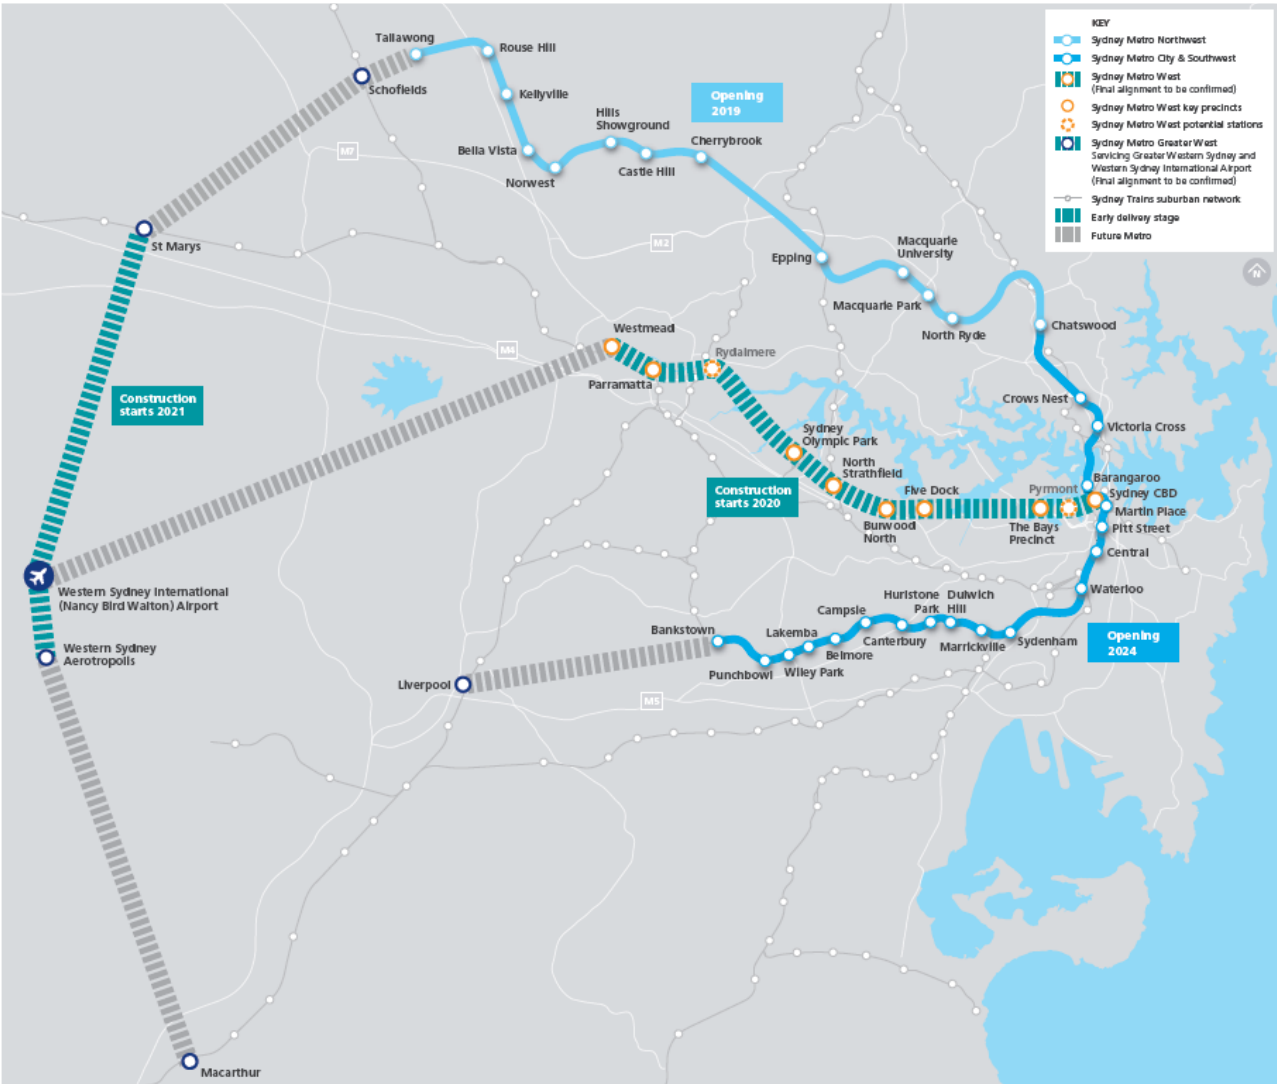 KEY
Sydney Metro Northwest
Sydney Metro City & Southwest
Sydney Metro West
(Final alignment to be confirmed)
Sydney Metro West key precincts
Sydney Metro West potential stations
Sydney Metro Greater West
Servicing Greater Western Sydney and
Western Sydney International Airport
(Final alignment to be confirmed)
Sydney Trains suburban network
Early delivery stage
Future Metro
N
Tallawong
Rouse Hill
Schofields
Kellyville
Opening
2019
Hills
Showground
Cherrybrook
M7
Bella Vista
Castle Hill
Norwest
St Marys
M2
Epping
Macquarie
University
Macquarie Park
North Ryde
Chatswood
Westmead
M4
Rydalmere
Parramatta
Construction
starts 2021
Crows Nest
Victoria Cross
Sydney
Olympic Park
North
Strathfield
Construction
starts 2020
Five Dock
Burwood
North
Pyrmont
The Bays
Precinct
Barangaroo
Sydney CBD
Martin Place
Pitt Street
Central
Waterloo
Western Sydney International
(Nancy Bird Walton) Airport
Western Sydney
Aerotropolis
Hurlstone
Park
Dulwich
Hill
Campsie
Bankstown
Lakemba
Canterbury
Marrickville
Sydenham
Belmore
Punchbowl
Wiley Park
Opening
2024
Liverpool
M5
Macarthur